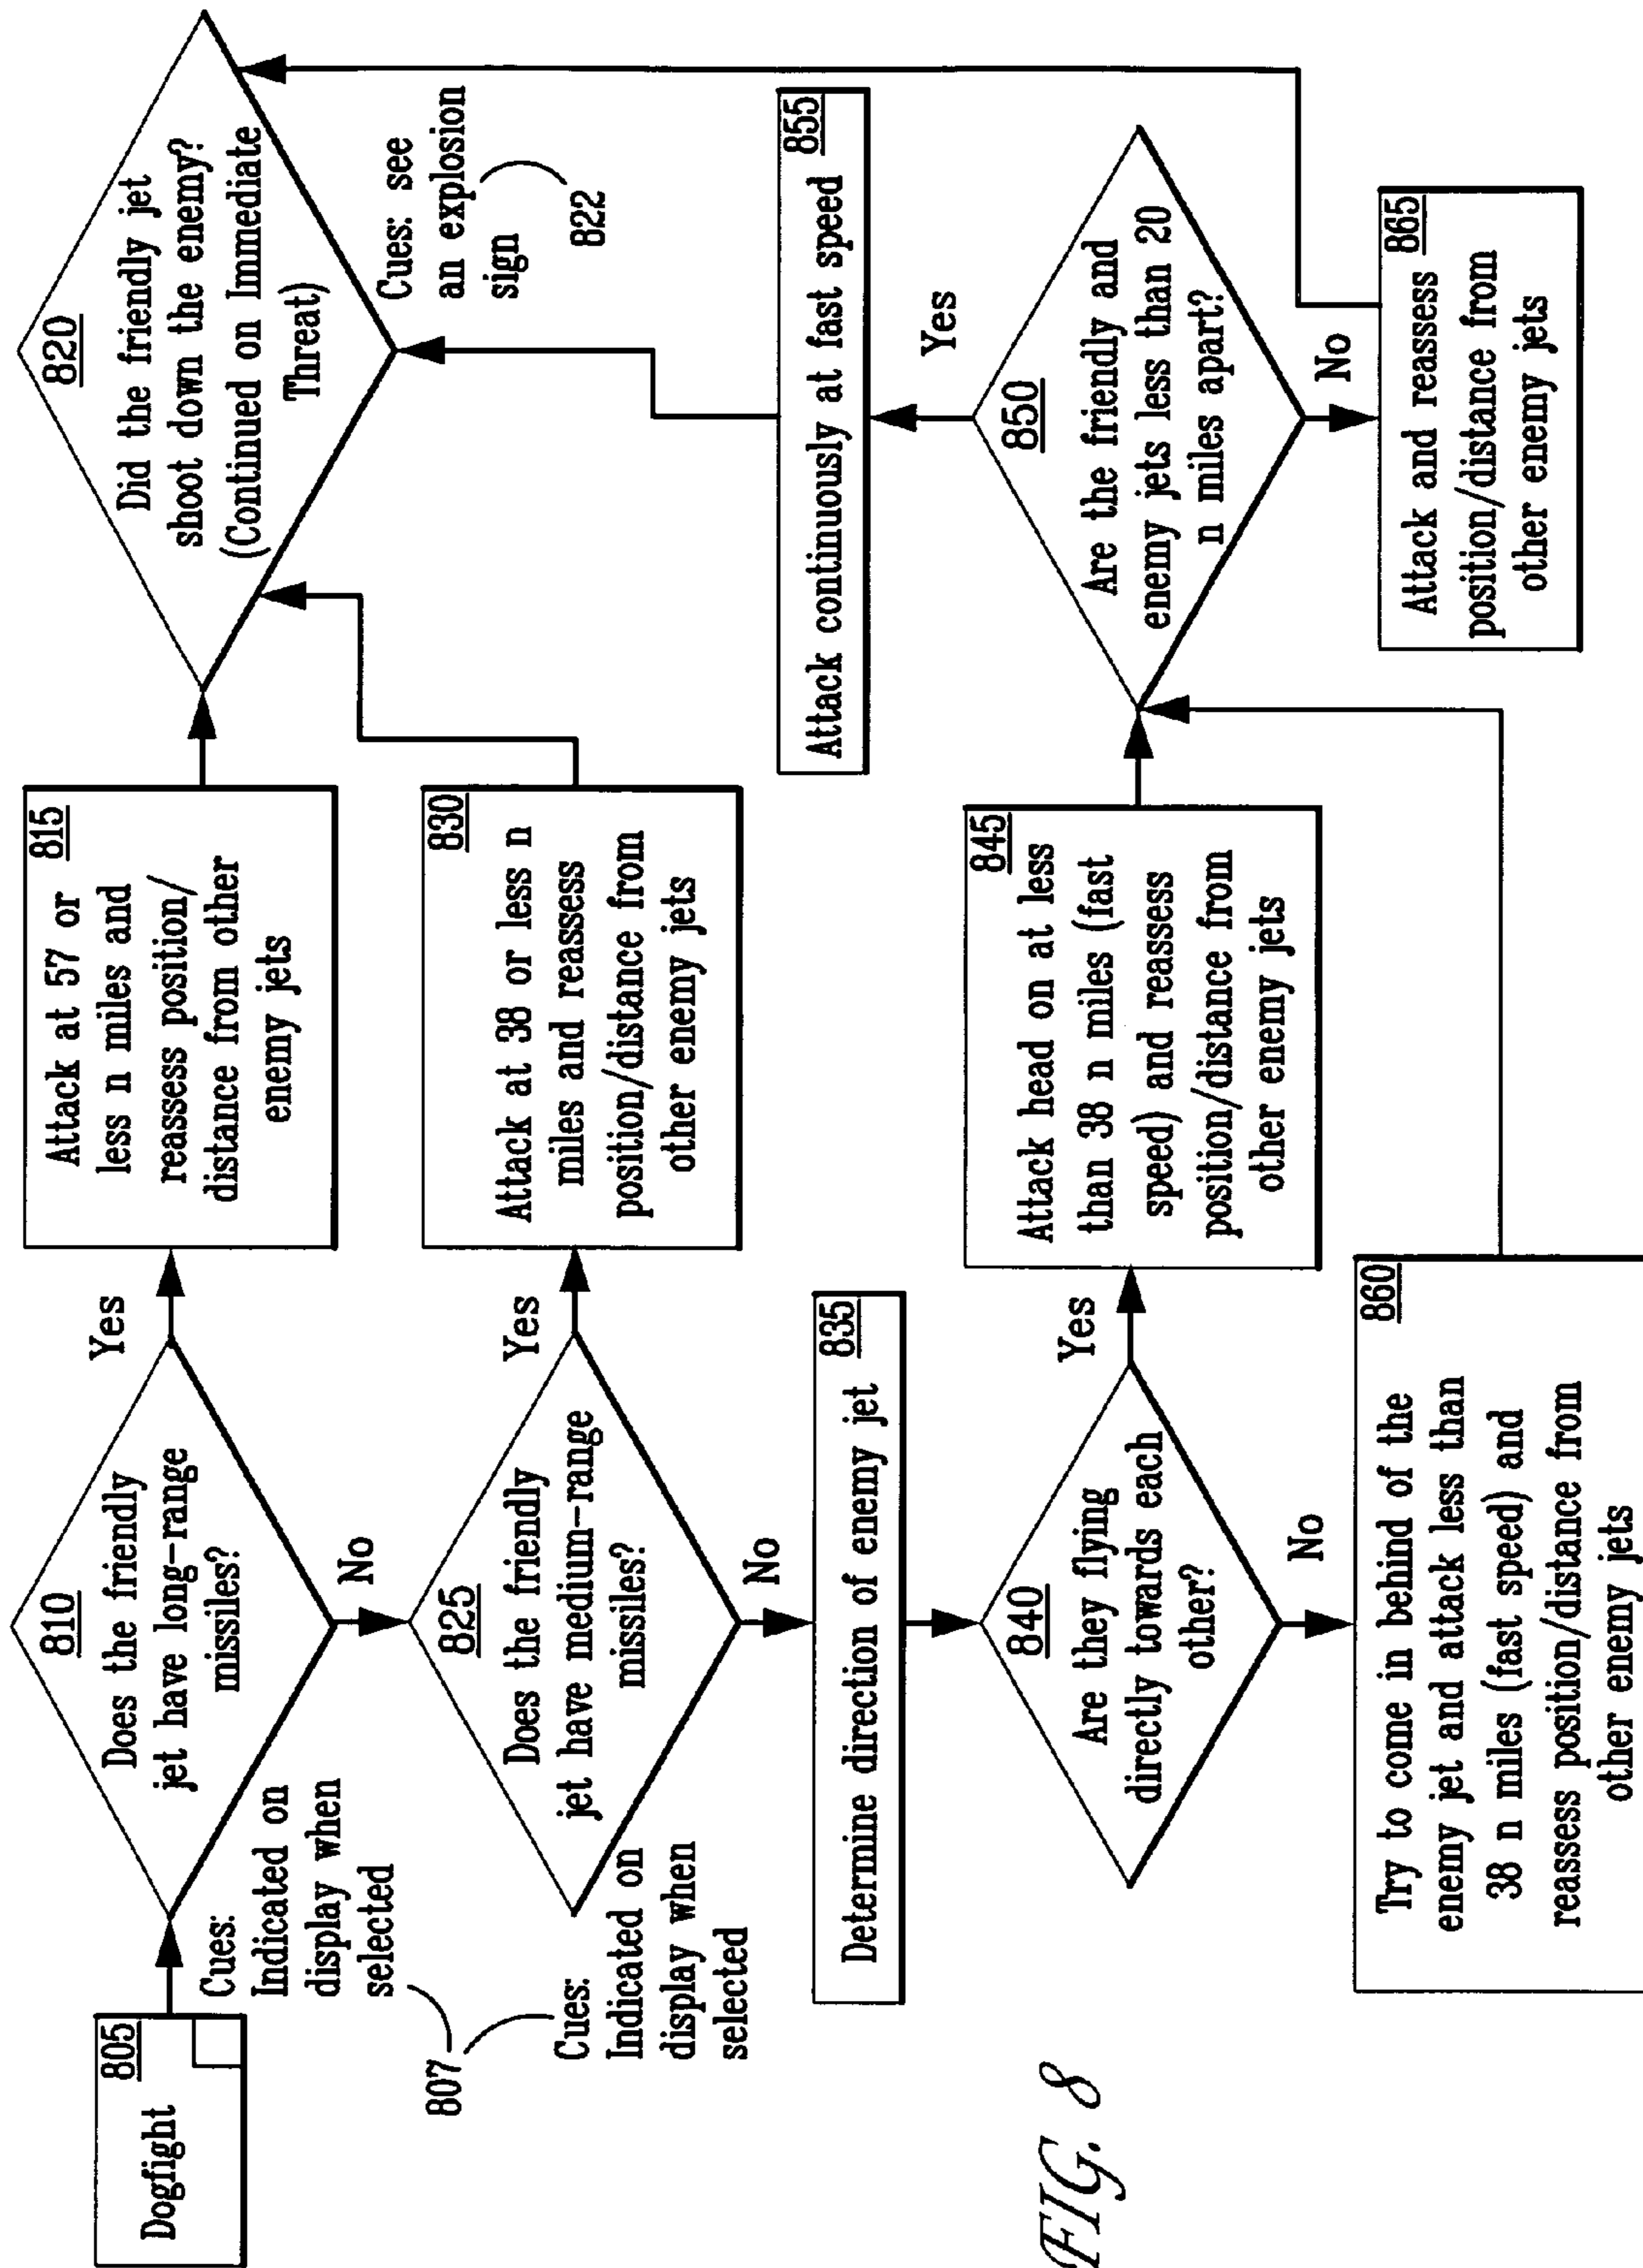 805
Dogfight
810
Does the friendly
jet have long-range
missiles?
Cues:
Indicated on
display when
selected
807
Yes
No
815
Attack at 57 or
less n miles and
reassess position/
distance from other
enemy jets
820
Did the friendly jet
shoot down the enemy?
(Continued on Immediate
Threat)
Cues: see
an explosion
sign
822
825
Does the friendly
jet have medium-range
missiles?
Cues:
Indicated on
display when
selected
Yes
No
830
Attack at 38 or less n
miles and reassess
position/distance from
other enemy jets
835
Determine direction of enemy jet
840
Are they flying
directly towards each
other?
Yes
No
845
Attack head on at less
than 38 n miles (fast
speed) and reassess
position/distance from
other enemy jets
850
Are the friendly and
enemy jets less than 20
n miles apart?
Yes
No
855
Attack continuously at fast speed
860
Try to come in behind of the
enemy jet and attack less than
38 n miles (fast speed) and
reassess position/distance from
other enemy jets
865
Attack and reassess
position/distance from
other enemy jets
FIG. 8